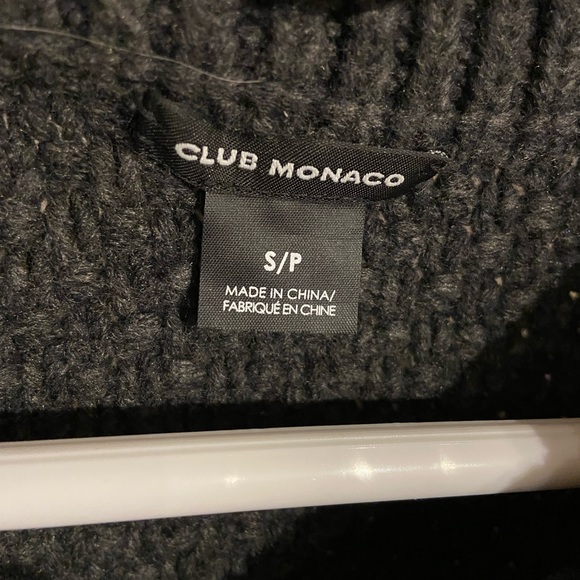 CLUB MONACO
S/P
MADE IN CHINA/
FABRIQUÉ EN CHINE